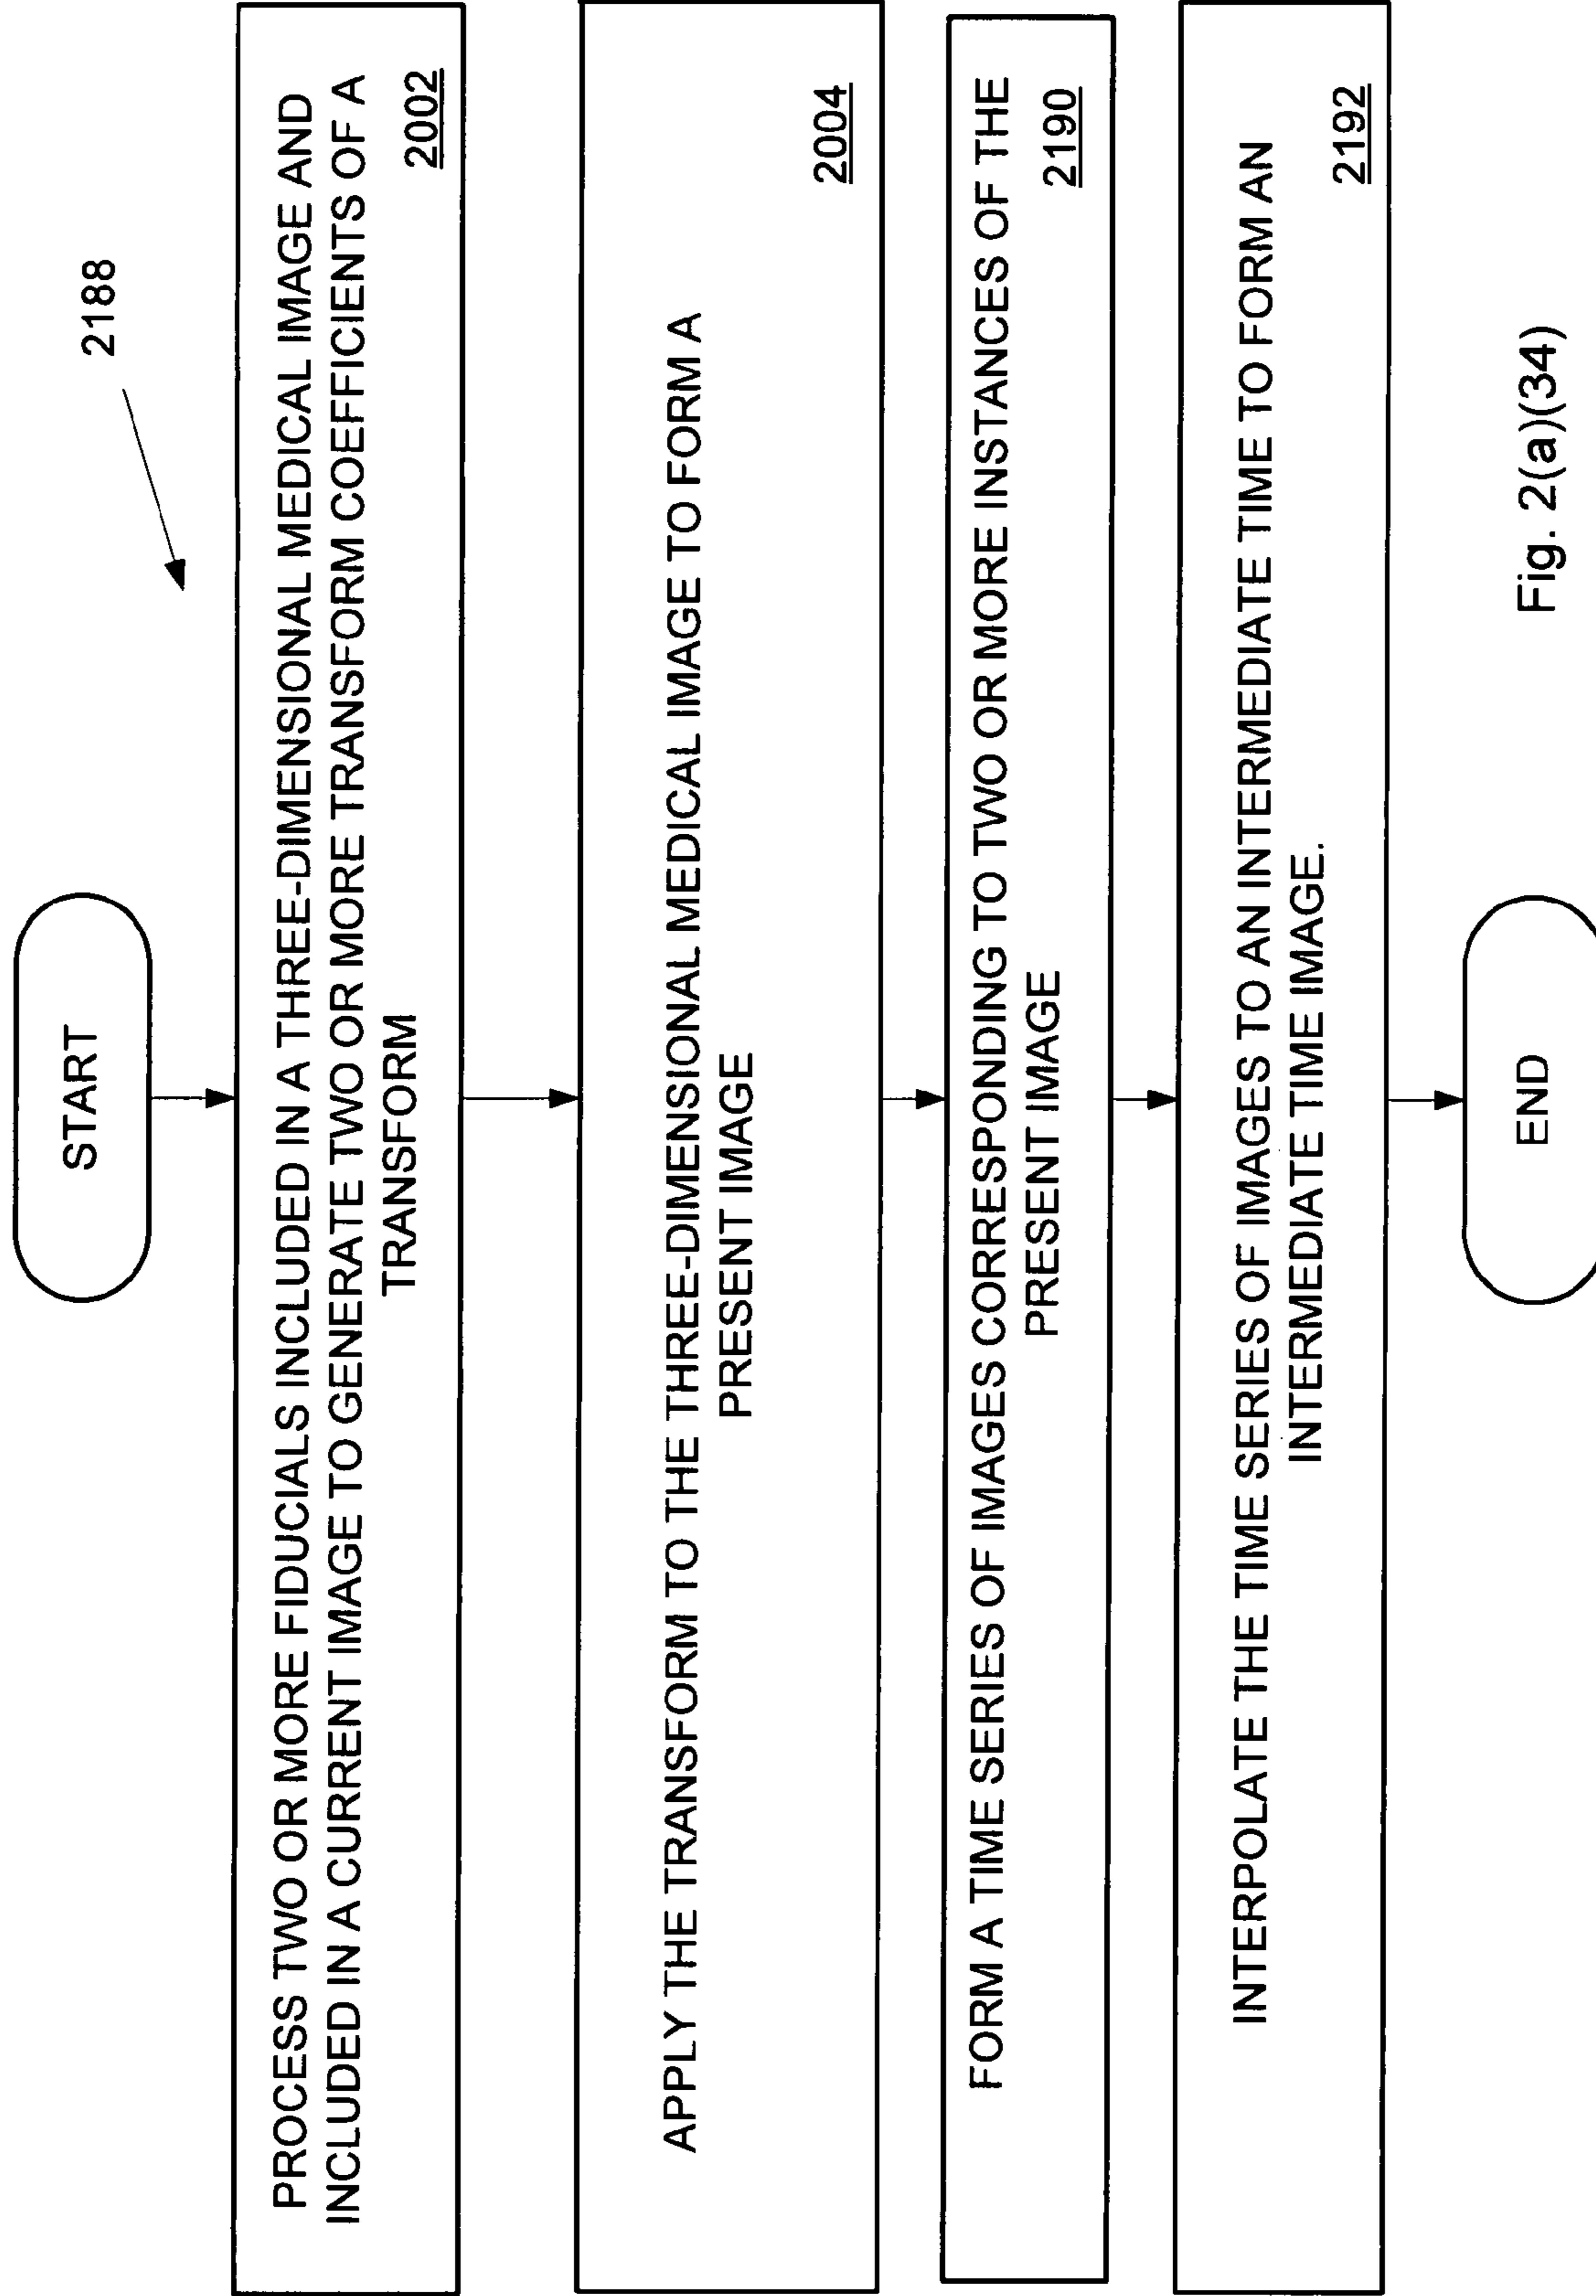 2188
START
PROCESS TWO OR MORE FIDUCIALS INCLUDED IN A THREE-DIMENSIONAL MEDICAL IMAGE AND
INCLUDED IN A CURRENT IMAGE TO GENERATE TWO OR MORE TRANSFORM COEFFICIENTS OF A
TRANSFORM
2002
APPLY THE TRANSFORM TO THE THREE-DIMENSIONAL MEDICAL IMAGE TO FORM A
PRESENT IMAGE
2004
FORM A TIME SERIES OF IMAGES CORRESPONDING TO TWO OR MORE INSTANCES OF THE
PRESENT IMAGE
2190
INTERPOLATE THE TIME SERIES OF IMAGES TO AN INTERMEDIATE TIME TO FORM AN
INTERMEDIATE TIME IMAGE.
2192
END
Fig. 2(a)(34)